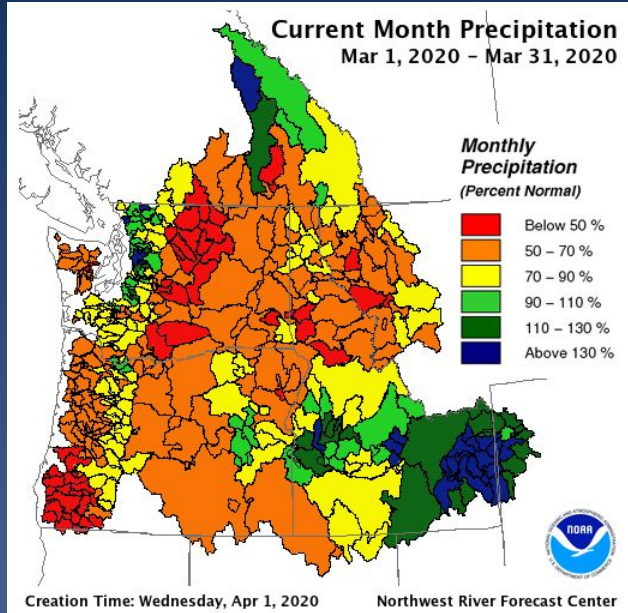 Current Month Precipitation
Mar 1, 2020 – Mar 31, 2020
Monthly
Precipitation
(Percent Normal)
Below 50 %
50 – 70 %
70 – 90 %
90 – 110 %
110 – 130 %
Above 130 %
NOAA
Creation Time: Wednesday, Apr 1, 2020
Northwest River Forecast Center